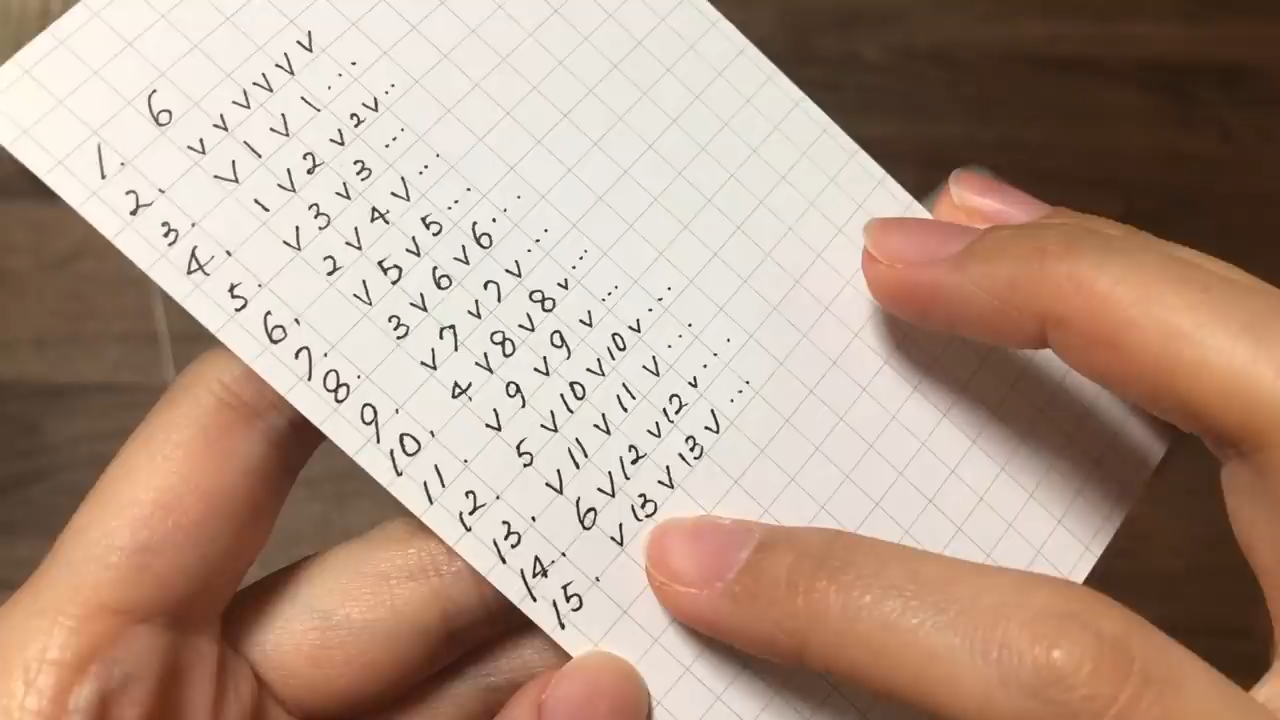 1. 6
2. v v v v v v
3. v 1 v 1 ...
4. 1 v 2 v 2 v ..
5. v 3 v 3 ...
6. 2 v 4 v ...
7. v 5 v 5 ...
8. 3 v 6 v 6 ...
9. v 7 v 7 v ...
10. 4 v 8 v 8 v ...
11. v 9 v 9 v ...
12. 5 v 10 v 10 v ...
13. v 11 v 11 v ...
14. 6 v 12 v 12 v ...
15. v 13 v 13 v ...